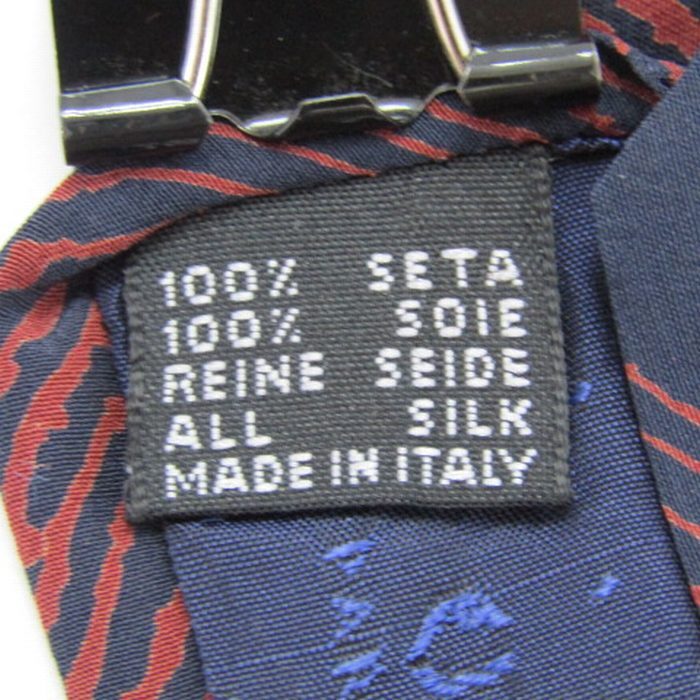 100% SETA
100% SOIE
REINE SEIDE
ALL SILK
MADE IN ITALY